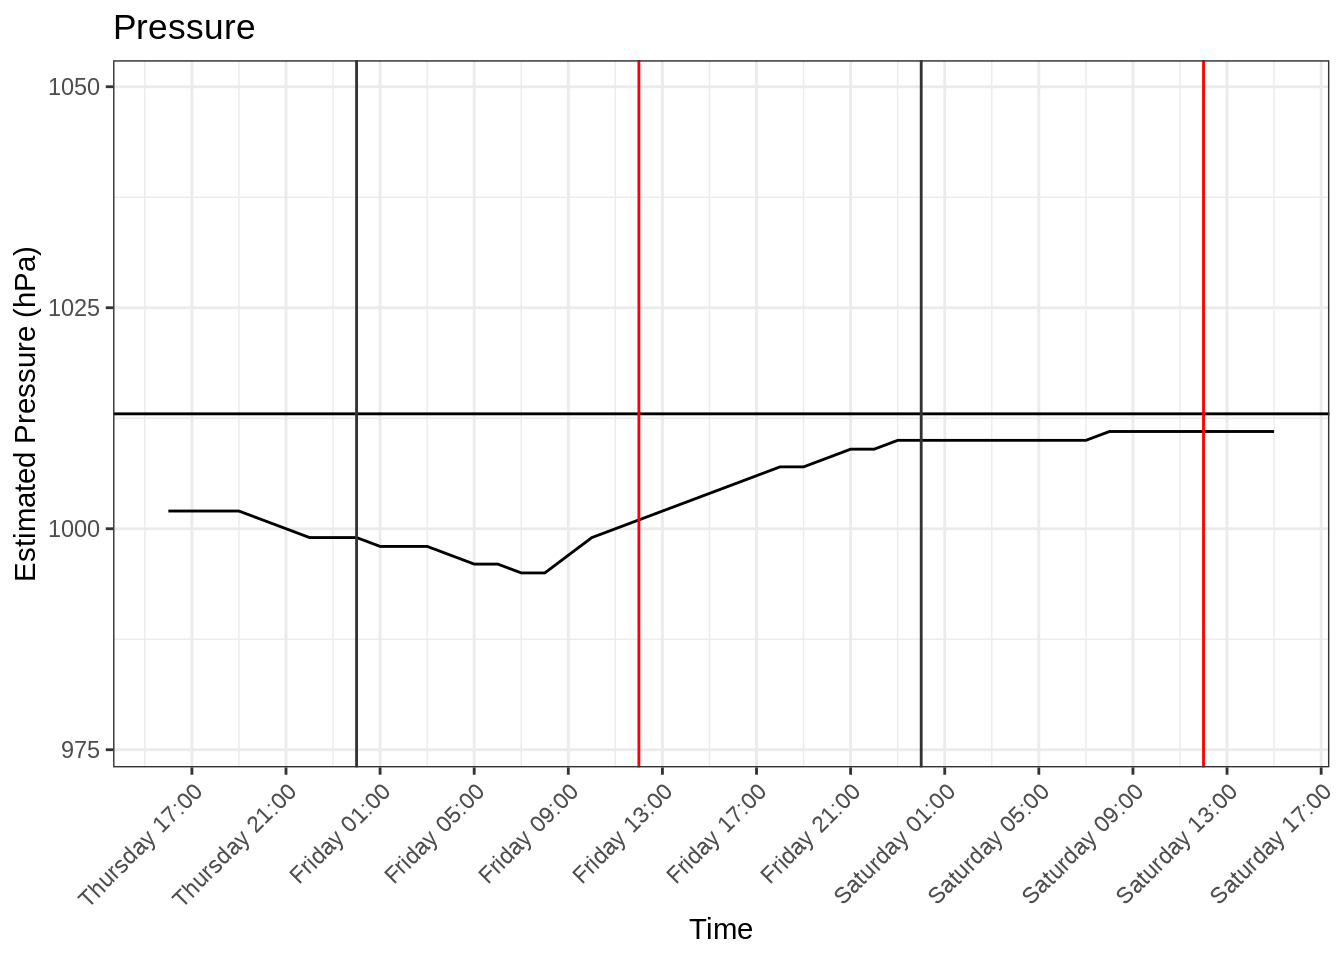 Pressure
Estimated Pressure (hPa)
1050
1025
1000
975
Thursday 17:00
Thursday 21:00
Friday 01:00
Friday 05:00
Friday 09:00
Friday 13:00
Friday 17:00
Friday 21:00
Saturday 01:00
Saturday 05:00
Saturday 09:00
Saturday 13:00
Saturday 17:00
Time